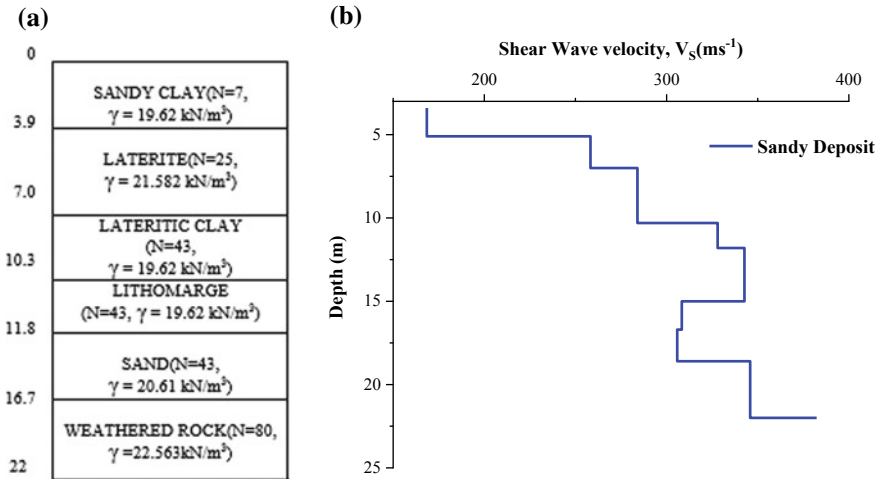 (a)
0
SANDY CLAY(N=7,
γ = 19.62 kN/m³)
3.9
LATERITE(N=25,
γ = 21.582 kN/m³)
7.0
LATERITIC CLAY
(N=43,
γ = 19.62 kN/m³)
10.3
LITHOMARGE
(N=43, γ = 19.62 kN/m³)
11.8
SAND(N=43,
γ = 20.61 kN/m³)
16.7
WEATHERED ROCK(N=80,
γ =22.563kN/m³)
22
(b)
Shear Wave velocity, V_S(ms⁻¹)
200 300 400
5
10
15
20
25
Depth (m)
Sandy Deposit